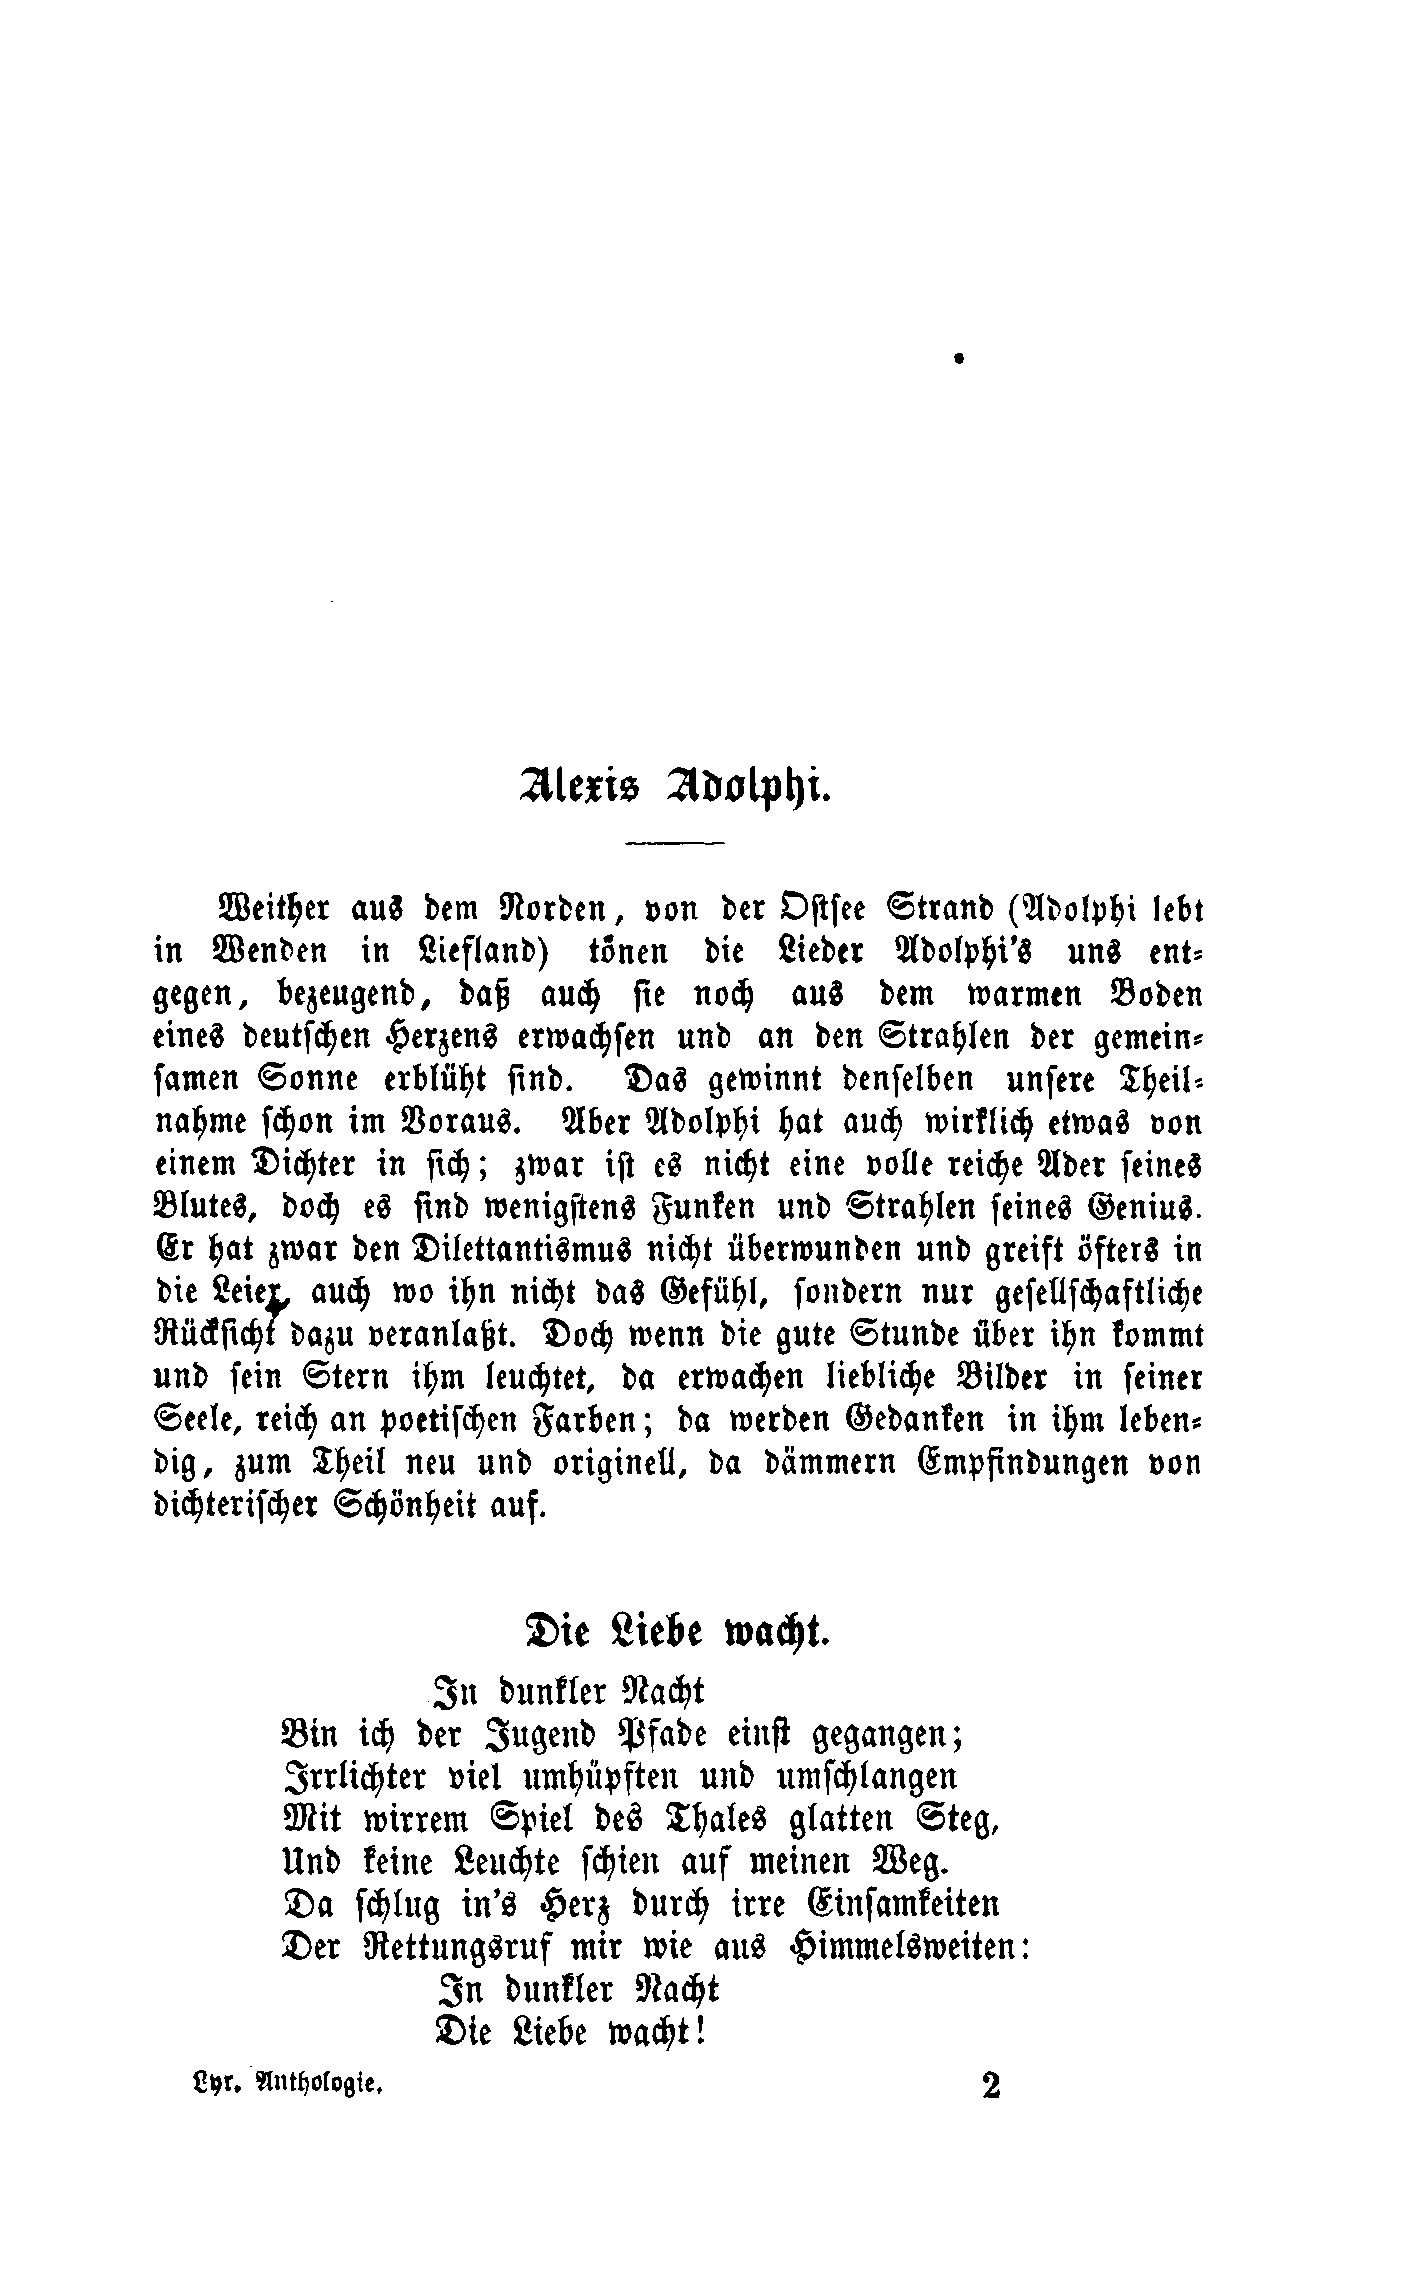 Alexis Adolphi.
Weither aus dem Norden, von der Ostsee Strand (Adolphi lebt
in Wenden in Liefland) tönen die Lieder Adolphi's uns ent-
gegen, bezeugend, daß auch sie noch aus dem warmen Boden
eines deutschen Herzens erwachsen und an den Strahlen der gemein-
samen Sonne erblüht sind. Das gewinnt denselben unsere Theil-
nahme schon im Voraus. Aber Adolphi hat auch wirklich etwas von
einem Dichter in sich; zwar ist es nicht eine volle reiche Ader seines
Blutes, doch es sind wenigstens Funken und Strahlen seines Genius.
Er hat zwar den Dilettantismus nicht überwunden und greift öfters in
die Leier, auch wo ihn nicht das Gefühl, sondern nur gesellschaftliche
Rücksicht dazu veranlaßt. Doch wenn die gute Stunde über ihn kommt
und sein Stern ihm leuchtet, da erwachen liebliche Bilder in seiner
Seele, reich an poetischen Farben; da werden Gedanken in ihm leben-
dig, zum Theil neu und originell, da dämmern Empfindungen von
dichterischer Schönheit auf.
Die Liebe wacht.
In dunkler Nacht
Bin ich der Jugend Pfade einst gegangen;
Irrlichter viel umhüpften und umschlangen
Mit wirrem Spiel des Thales glatten Steg,
Und keine Leuchte schien auf meinen Weg.
Da schlug in's Herz durch irre Einsamkeiten
Der Rettungsruf mir wie aus Himmelsweiten:
In dunkler Nacht
Die Liebe wacht!
Lyr. Anthologie. 2